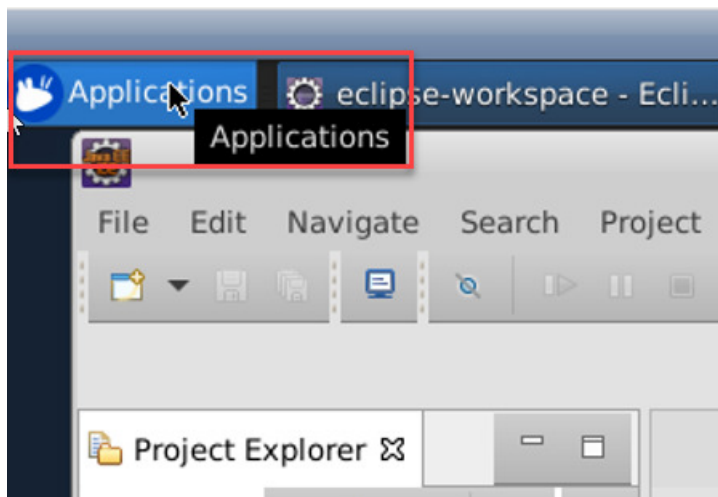 Applications eclipse-workspace - Ecli...
Applications
File Edit Navigate Search Project
Project Explorer